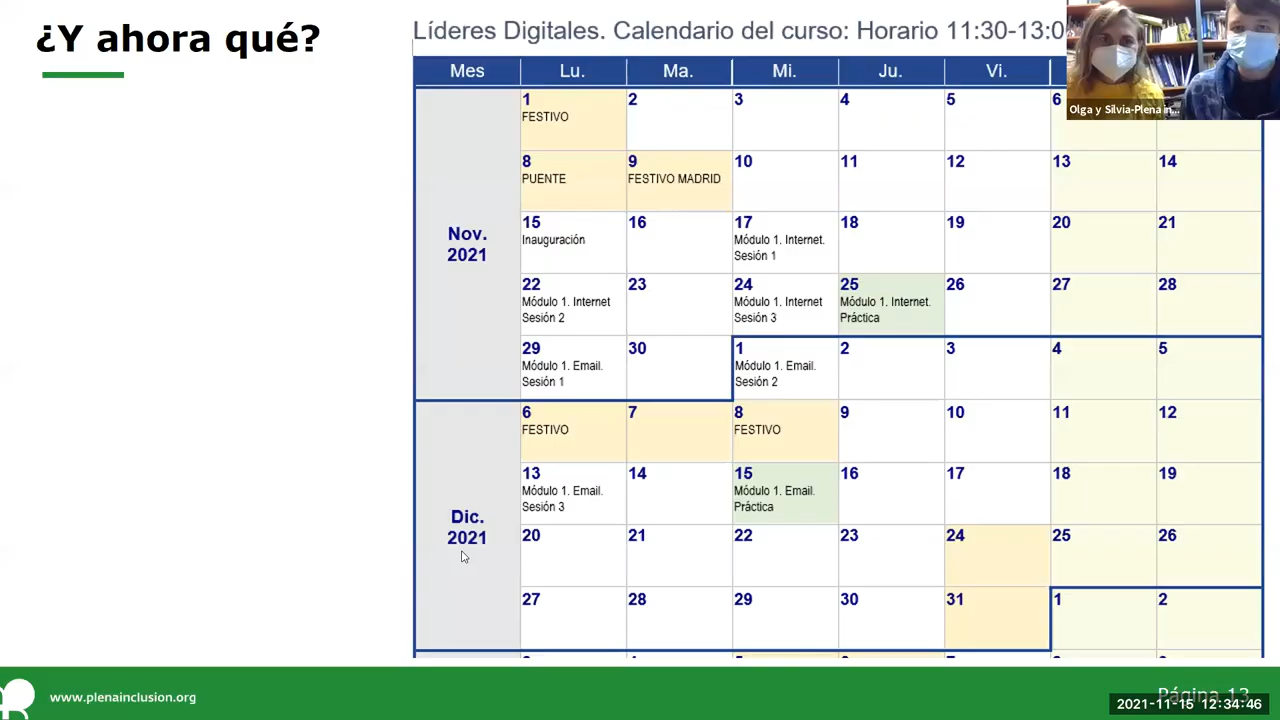 ¿Y ahora qué?
Líderes Digitales. Calendario del curso: Horario 11:30-13:0
Olga y Silvia-Plena in...
Mes Lu. Ma. Mi. Ju. Vi.
1 2 3 4 5 6
FESTIVO
8 9 10 11 12 13 14
PUENTE FESTIVO MADRID
Nov.
2021
15 16 17 18 19 20 21
Inauguración Módulo 1. Internet.
Sesión 1
22 23 24 25 26 27 28
Módulo 1. Internet Módulo 1. Internet Módulo 1. Internet.
Sesión 2 Sesión 3 Práctica
29 30 1 2 3 4 5
Módulo 1. Email. Módulo 1. Email.
Sesión 1 Sesión 2
6 7 8 9 10 11 12
FESTIVO FESTIVO
13 14 15 16 17 18 19
Módulo 1. Email. Módulo 1. Email.
Sesión 3 Práctica
Dic.
2021
20 21 22 23 24 25 26
27 28 29 30 31 1 2
www.plenainclusion.org
Página 13
2021-11-15 12:34:46